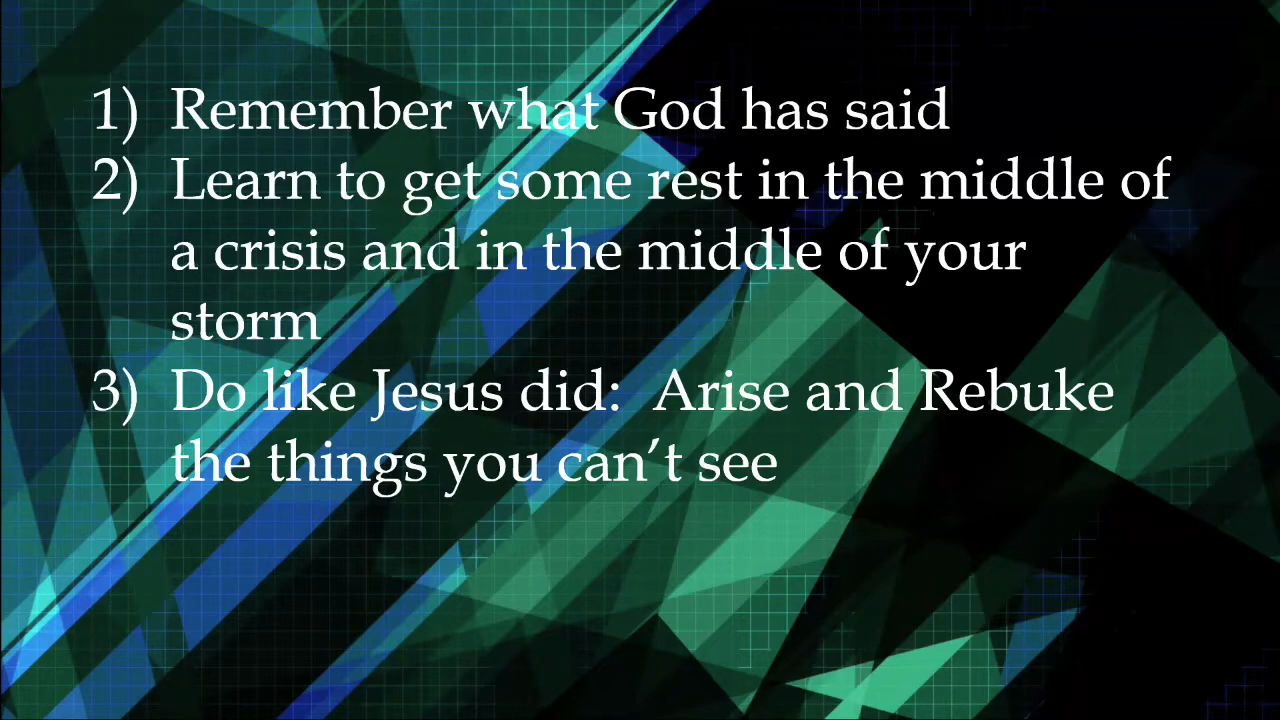 1) Remember what God has said
2) Learn to get some rest in the middle of
a crisis and in the middle of your
storm
3) Do like Jesus did:  Arise and Rebuke
the things you can’t see